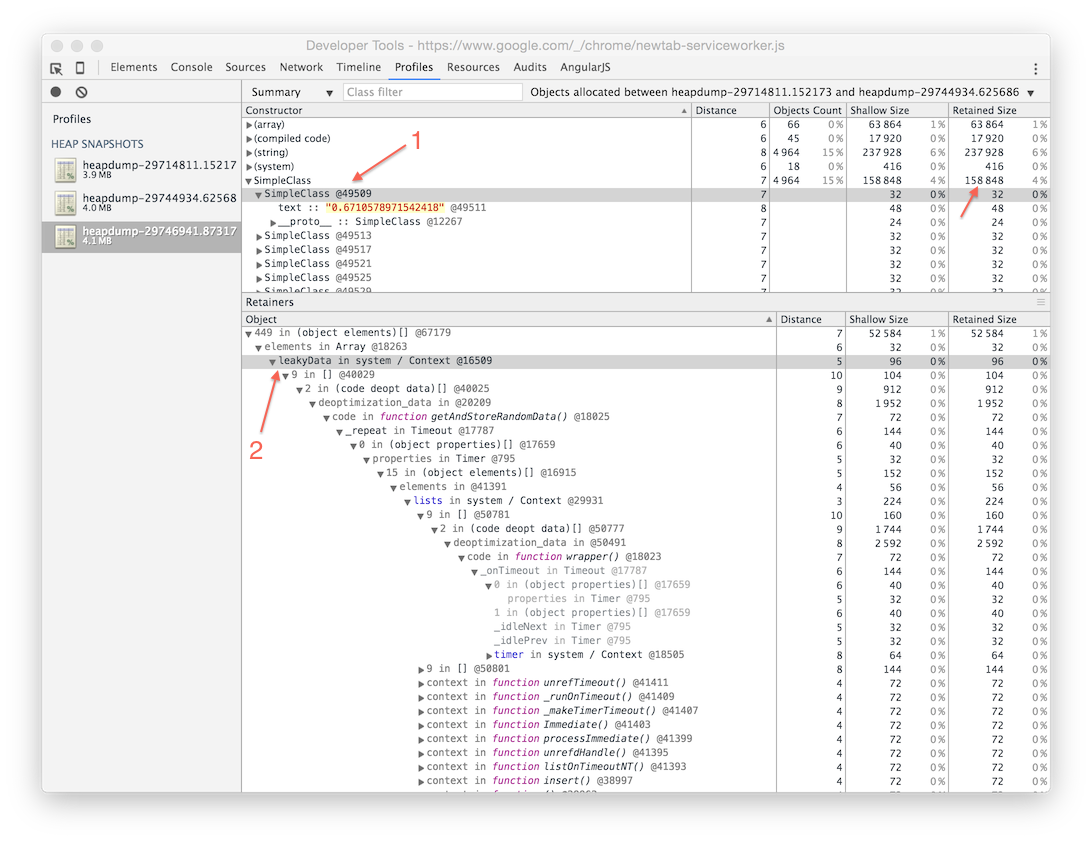 Developer Tools - https://www.google.com/_/chrome/newtab-serviceworker.js
Elements Console Sources Network Timeline Profiles Resources Audits AngularJS
Summary Class filter Objects allocated between heapdump-29714811.152173 and heapdump-29744934.625686
Profiles
HEAP SNAPSHOTS
heapdump-29714811.15217
3.9 MB
heapdump-29744934.62568
4.0 MB
heapdump-29746941.87317
4.1 MB
Constructor Distance Objects Count Shallow Size Retained Size
(array) 6 66 0% 63 864 1% 63 864 1%
(compiled code) 6 45 0% 17 920 0% 17 920 0%
(string) 8 4 964 15% 237 928 6% 237 928 6%
(system) 6 18 0% 416 0% 416 0%
SimpleClass 7 4 964 15% 158 848 4% 158 848 4%
SimpleClass @49509 7 32 0% 32 0%
text :: "0.6710578971542418" @49511 8 48 0% 48 0%
__proto__ :: SimpleClass @12267 7 24 0% 24 0%
SimpleClass @49513 7 32 0% 32 0%
SimpleClass @49517 7 32 0% 32 0%
SimpleClass @49521 7 32 0% 32 0%
SimpleClass @49525 7 32 0% 32 0%
SimpleClass @49529 7 32 0% 32 0%
1
Retainers
Object Distance Shallow Size Retained Size
449 in (object elements)[] @67179 7 52 584 1% 52 584 1%
elements in Array @18263 6 32 0% 32 0%
leakyData in system / Context @16509 5 96 0% 96 0%
9 in [] @40029 10 104 0% 104 0%
2 in (code deopt data)[] @40025 9 912 0% 912 0%
deoptimization_data in @20209 8 1 952 0% 1 952 0%
code in function getAndStoreRandomData() @18025 7 72 0% 72 0%
_repeat in Timeout @17787 6 144 0% 144 0%
2
0 in (object properties)[] @17659 6 40 0% 40 0%
properties in Timer @795 5 32 0% 32 0%
15 in (object elements)[] @16915 5 152 0% 152 0%
elements in @41391 4 56 0% 56 0%
lists in system / Context @29931 3 224 0% 224 0%
9 in [] @50781 10 160 0% 160 0%
2 in (code deopt data)[] @50777 9 1 744 0% 1 744 0%
deoptimization_data in @50491 8 2 592 0% 2 592 0%
code in function wrapper() @18023 7 72 0% 72 0%
_onTimeout in Timeout @17787 6 144 0% 144 0%
0 in (object properties)[] @17659 6 40 0% 40 0%
properties in Timer @795 5 32 0% 32 0%
1 in (object properties)[] @17659 6 40 0% 40 0%
_idleNext in Timer @795 5 32 0% 32 0%
_idlePrev in Timer @795 5 32 0% 32 0%
timer in system / Context @18505 8 64 0% 64 0%
9 in [] @50801 8 144 0% 144 0%
context in function unrefTimeout() @41411 4 72 0% 72 0%
context in function _runOnTimeout() @41409 4 72 0% 72 0%
context in function _makeTimerTimeout() @41407 4 72 0% 72 0%
context in function Immediate() @41403 4 72 0% 72 0%
context in function processImmediate() @41399 4 72 0% 72 0%
context in function unrefdHandle() @41395 4 72 0% 72 0%
context in function listOnTimeoutNT() @41393 4 72 0% 72 0%
context in function insert() @38997 4 72 0% 72 0%